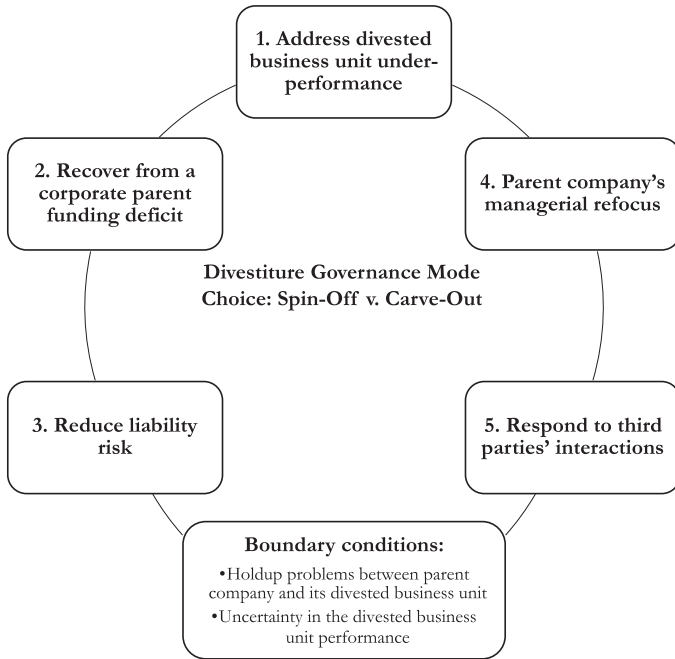 1. Address divested
business unit under-
performance
2. Recover from a
corporate parent
funding deficit
4. Parent company's
managerial refocus
Divestiture Governance Mode
Choice: Spin-Off v. Carve-Out
3. Reduce liability
risk
5. Respond to third
parties' interactions
Boundary conditions:
•Holdup problems between parent
company and its divested business unit
•Uncertainty in the divested business
unit performance